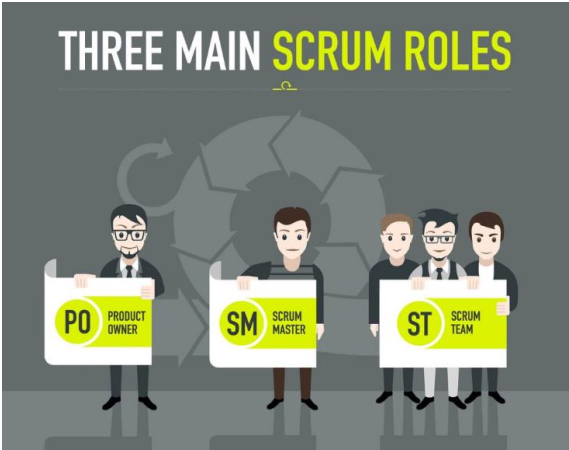 THREE MAIN SCRUM ROLES
PO
PRODUCT
OWNER
SM
SCRUM
MASTER
ST
SCRUM
TEAM